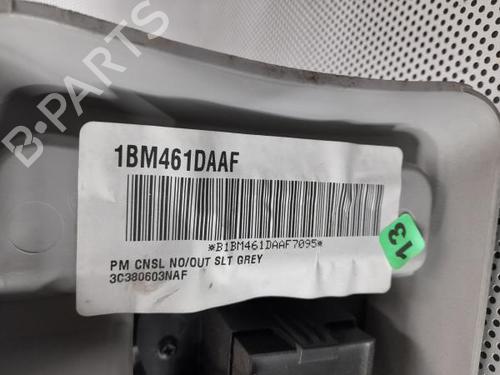 B-PARTS
1BM461DAAF
*B1BM461DAAF7095*
PM CNSL NO/OUT SLT GREY
3C380603NAF
13